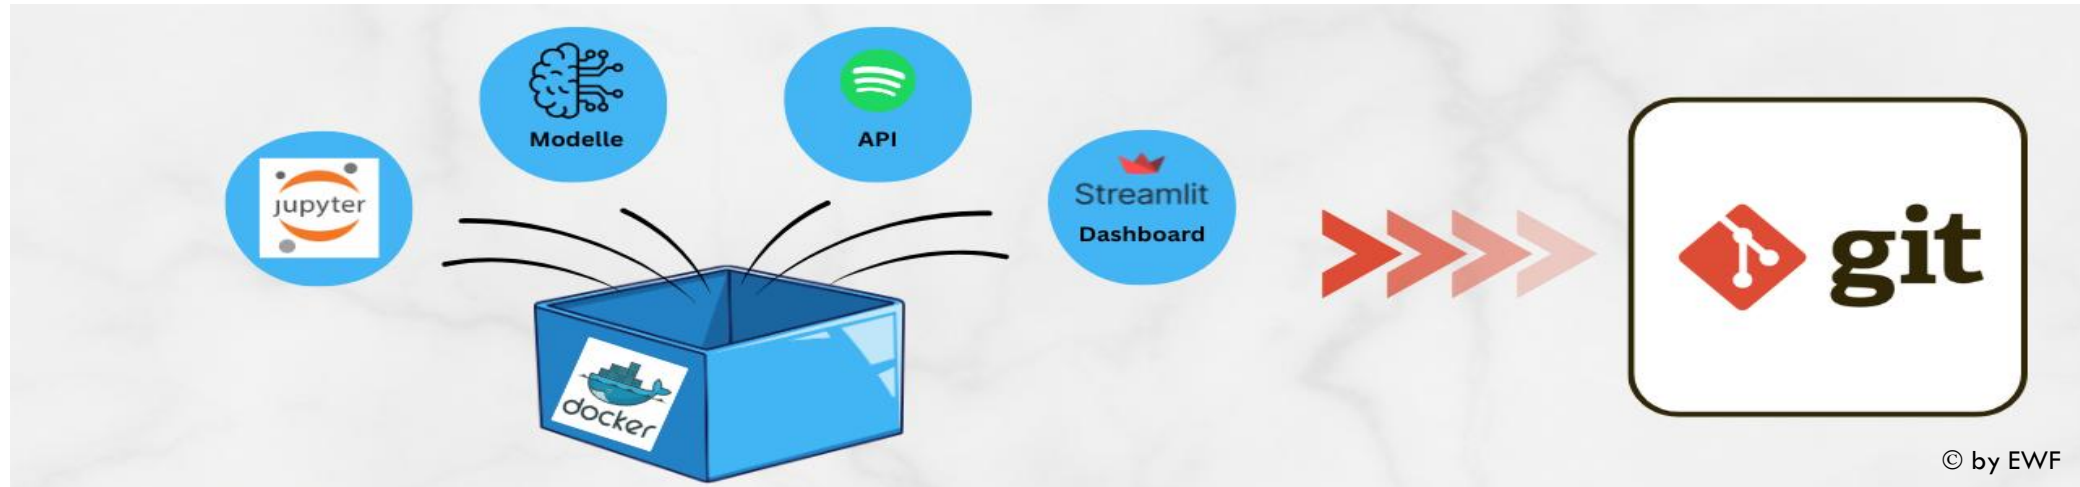 jupyter
Modelle
API
Streamlit
Dashboard
docker
git
© by EWF